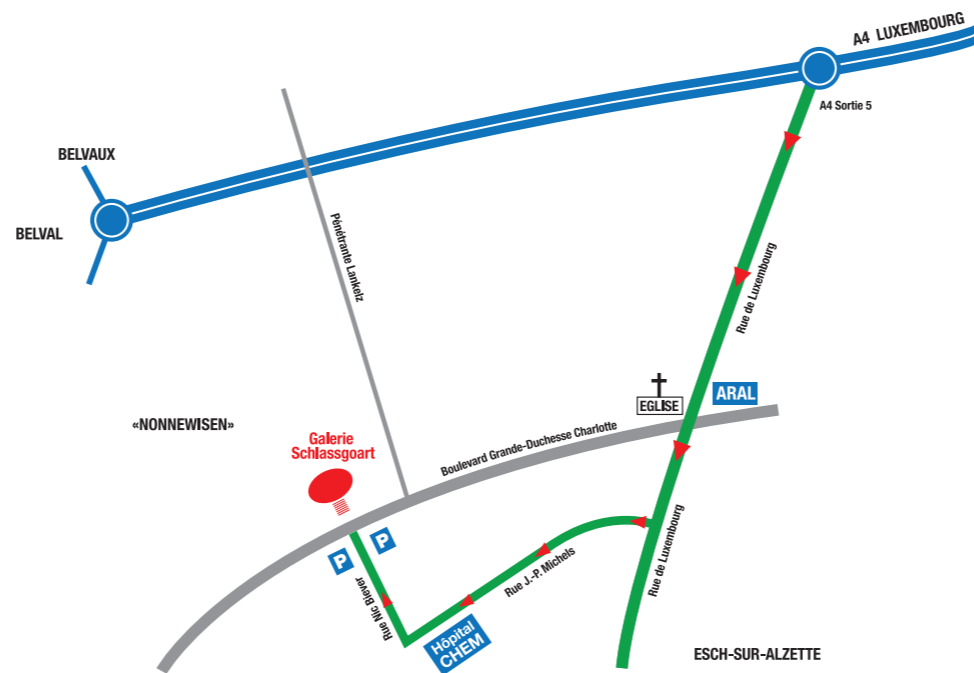 A4 LUXEMBOURG
A4 Sortie 5
BELVAUX
BELVAL
Pénétrante Lankelz
Rue de Luxembourg
EGLISE
ARAL
«NONNEWISEN»
Galerie
Schlassgoart
Boulevard Grande-Duchesse Charlotte
P
P
Rue Nic Biever
Rue J.-P. Michels
Rue de Luxembourg
Hôpital
CHEM
ESCH-SUR-ALZETTE